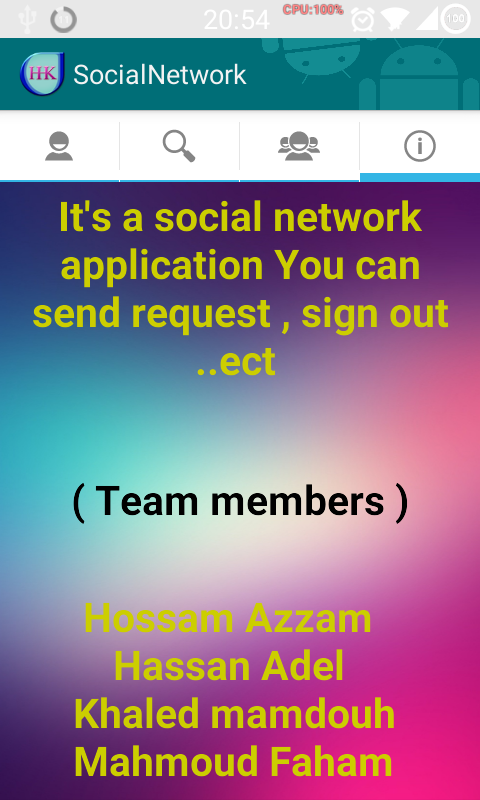 20:54 CPU:100% 100
HK SocialNetwork
It's a social network
application You can
send request , sign out
..ect
( Team members )
Hossam Azzam
Hassan Adel
Khaled mamdouh
Mahmoud Faham